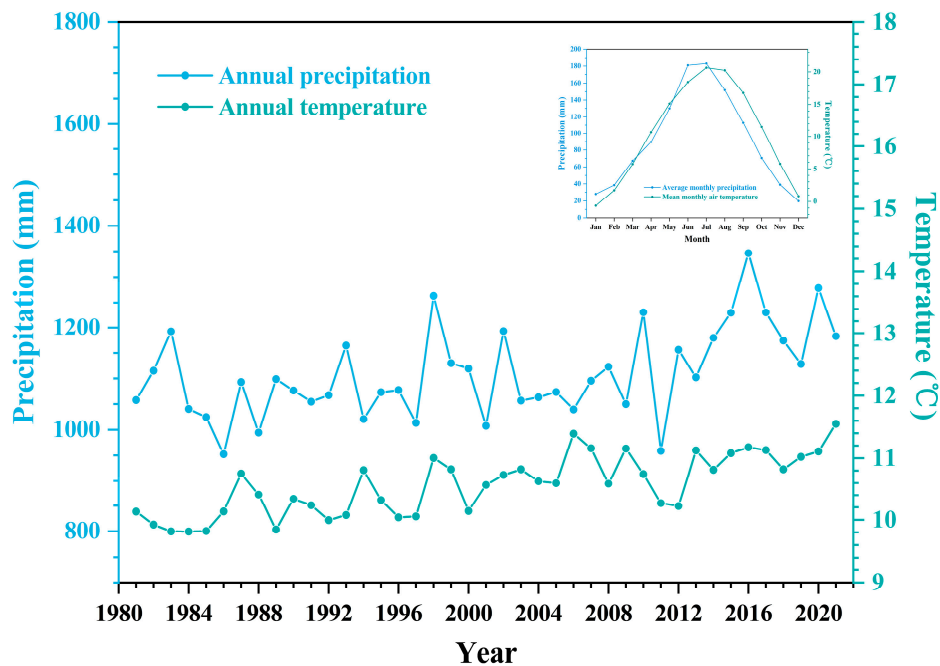 1800
1600
1400
1200
1000
800
Precipitation (mm)
Annual precipitation
Annual temperature
200
180
160
140
120
100
80
60
40
20
0
Precipitation (mm)
Average monthly precipitation
Mean monthly air temperature
20
15
10
5
0
Temperature (℃)
Jan Feb Mar Apr May Jun Jul Aug Sep Oct Nov Dec
Month
18
17
16
15
14
13
12
11
10
9
Temperature (℃)
1980 1984 1988 1992 1996 2000 2004 2008 2012 2016 2020
Year